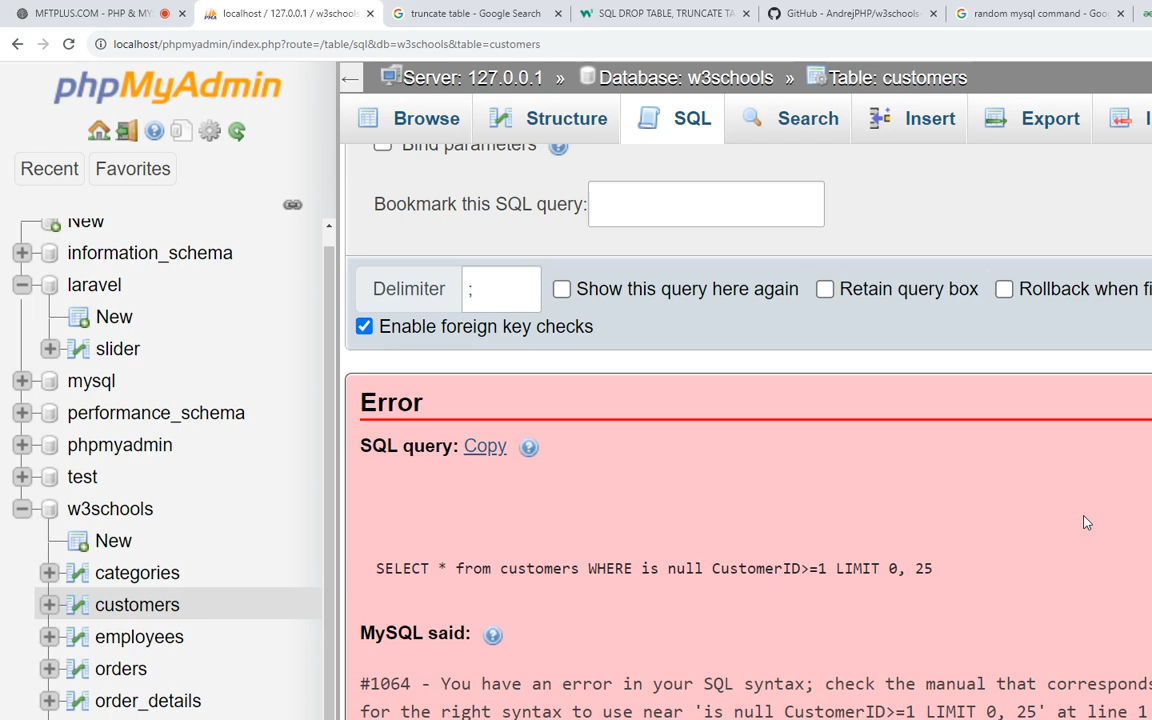 MFTPLUS.COM - PHP & MY
localhost / 127.0.0.1 / w3schools
truncate table - Google Search
SQL DROP TABLE, TRUNCATE TA
GitHub - AndrejPHP/w3schools-
random mysql command - Goo
localhost/phpmyadmin/index.php?route=/table/sql&db=w3schools&table=customers
phpMyAdmin
Recent
Favorites
New
information_schema
laravel
New
slider
mysql
performance_schema
phpmyadmin
test
w3schools
New
categories
customers
employees
orders
order_details
Server: 127.0.0.1 » Database: w3schools » Table: customers
Browse
Structure
SQL
Search
Insert
Export
Bind parameters
Bookmark this SQL query:
Delimiter
;
Show this query here again
Retain query box
Rollback when fi
Enable foreign key checks
Error
SQL query: Copy
SELECT * from customers WHERE is null CustomerID>=1 LIMIT 0, 25
MySQL said:
#1064 - You have an error in your SQL syntax; check the manual that corresponds
for the right syntax to use near 'is null CustomerID>=1 LIMIT 0, 25' at line 1